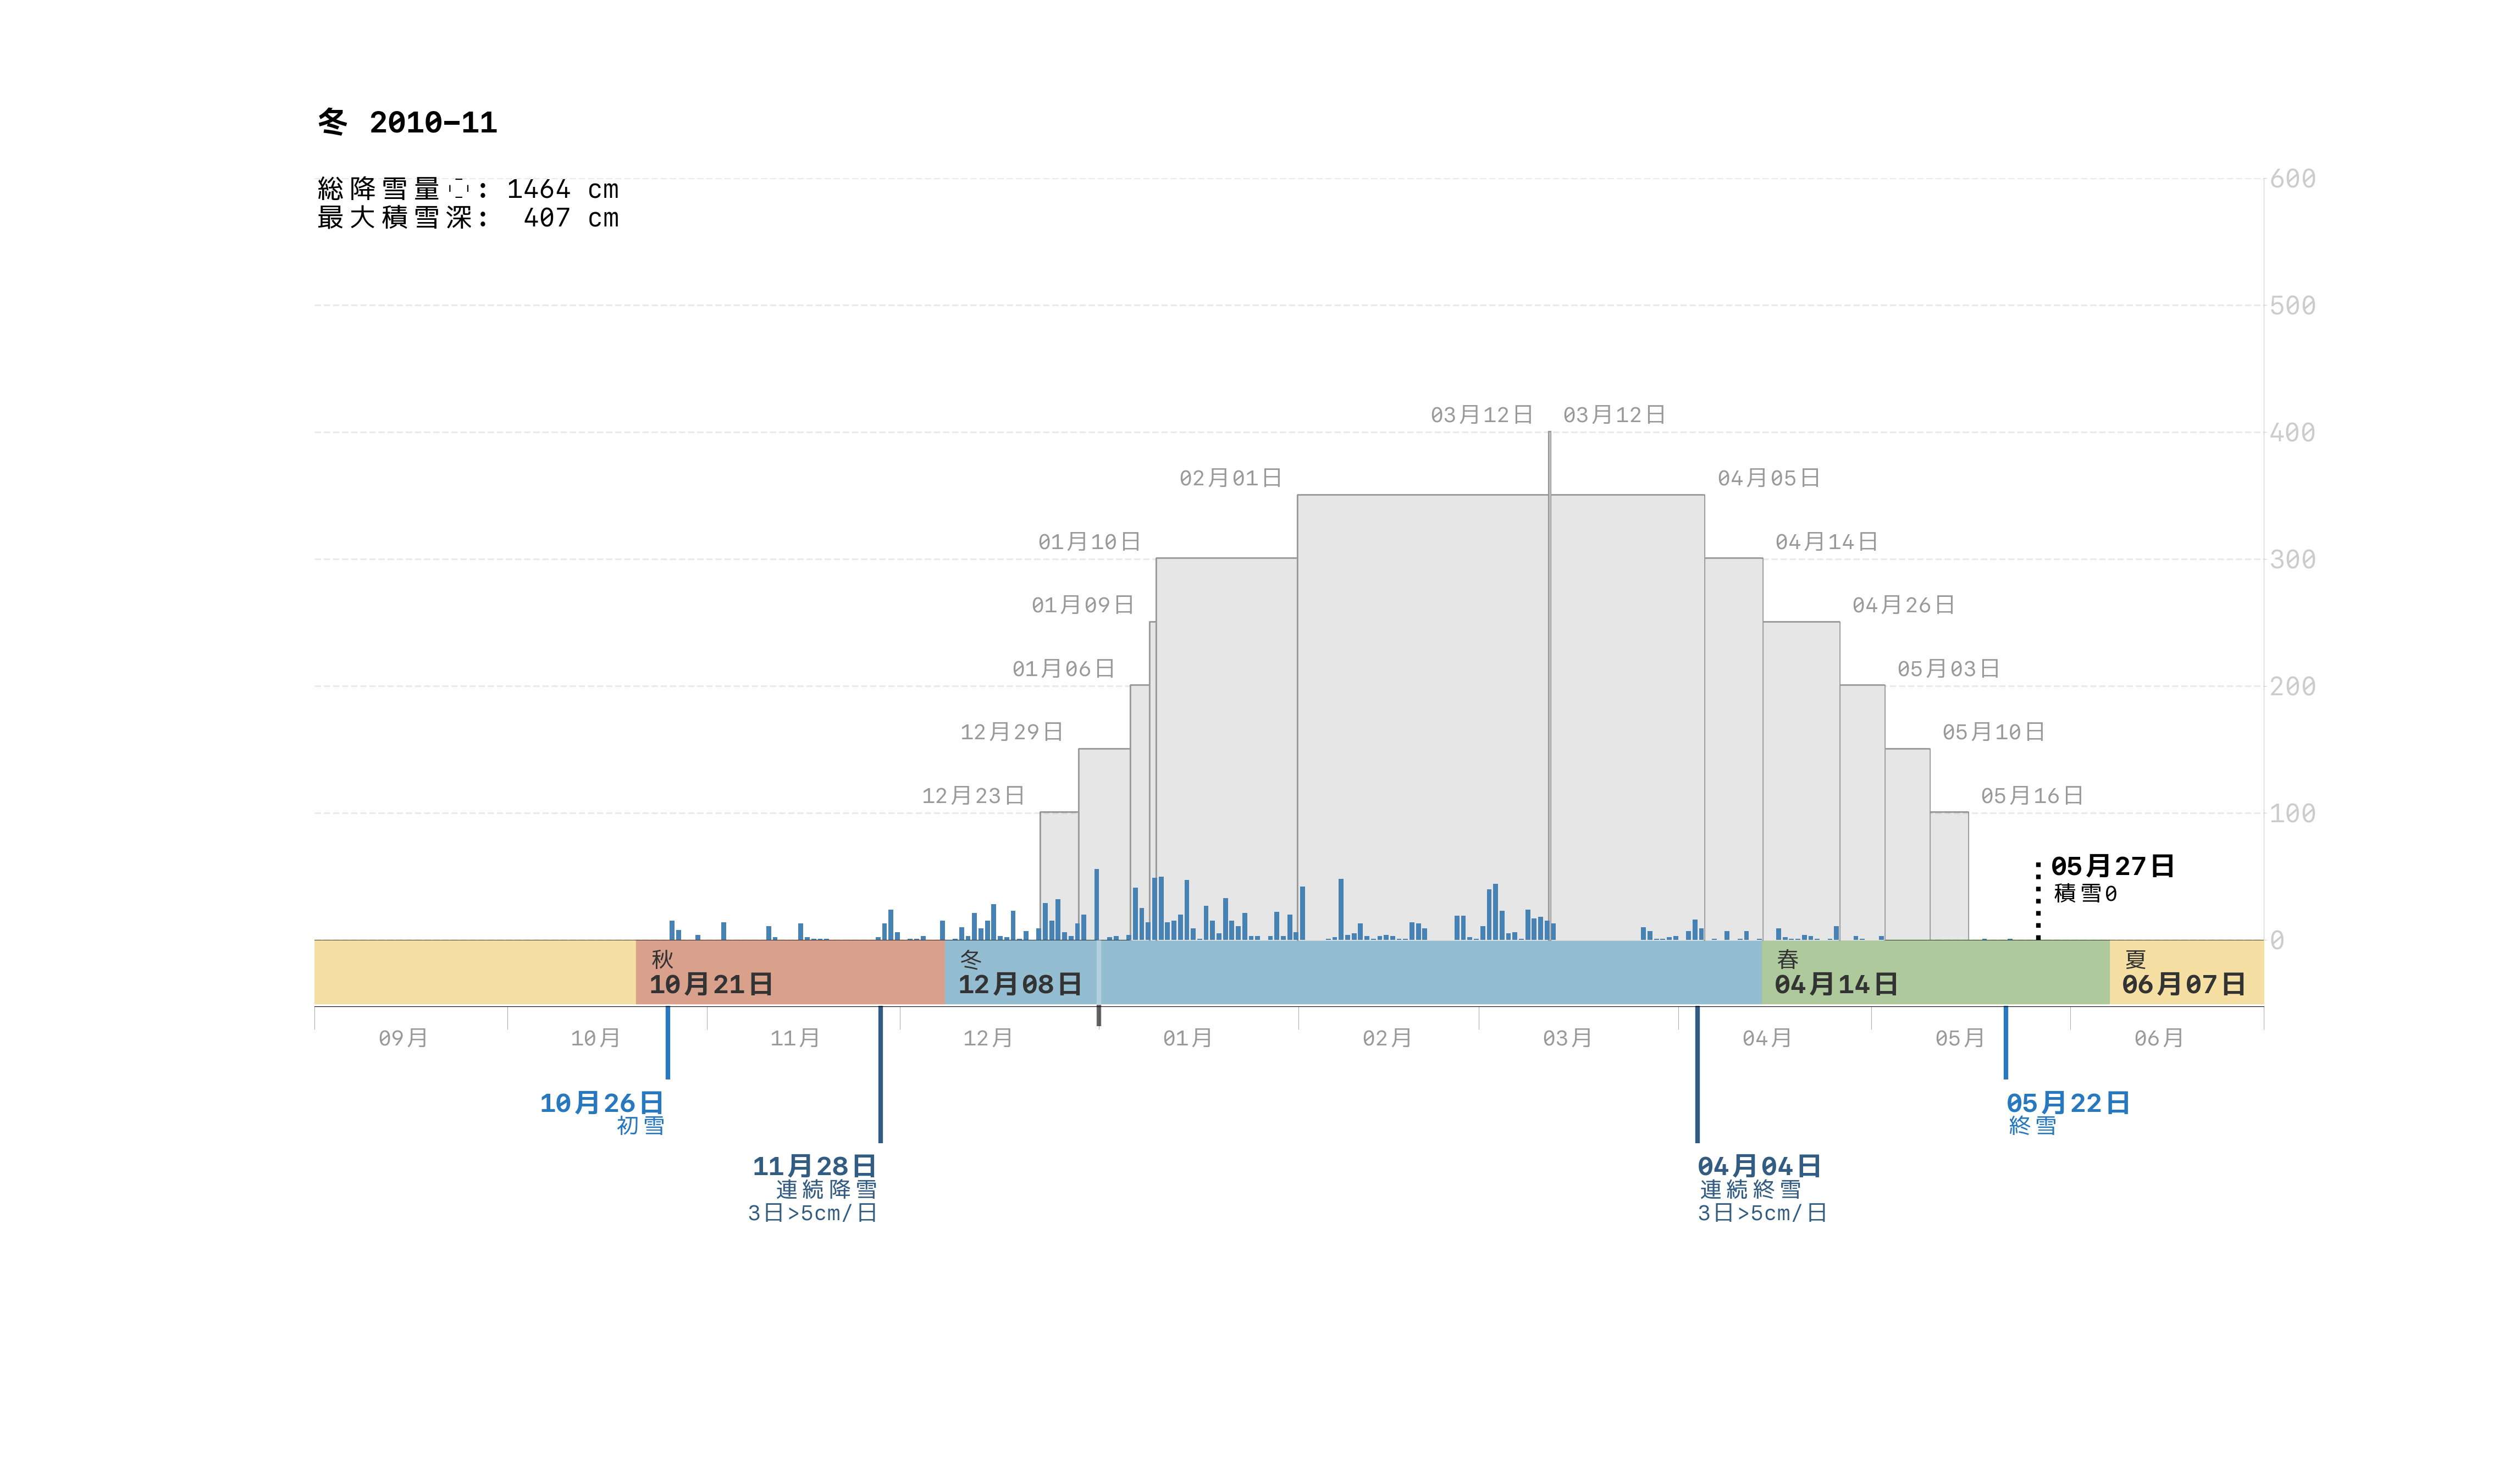 冬 2010–11
総降雪量 : 1464 cm
最大積雪深: 407 cm
600
500
400
300
200
100
0
03月12日 03月12日
02月01日 04月05日
01月10日 04月14日
01月09日 04月26日
01月06日 05月03日
12月29日 05月10日
12月23日 05月16日
05月27日
積雪0
秋
10月21日
冬
12月08日
春
04月14日
夏
06月07日
09月 10月 11月 12月 01月 02月 03月 04月 05月 06月
10月26日
初雪
11月28日
連続降雪
3日>5cm/日
04月04日
連続終雪
3日>5cm/日
05月22日
終雪